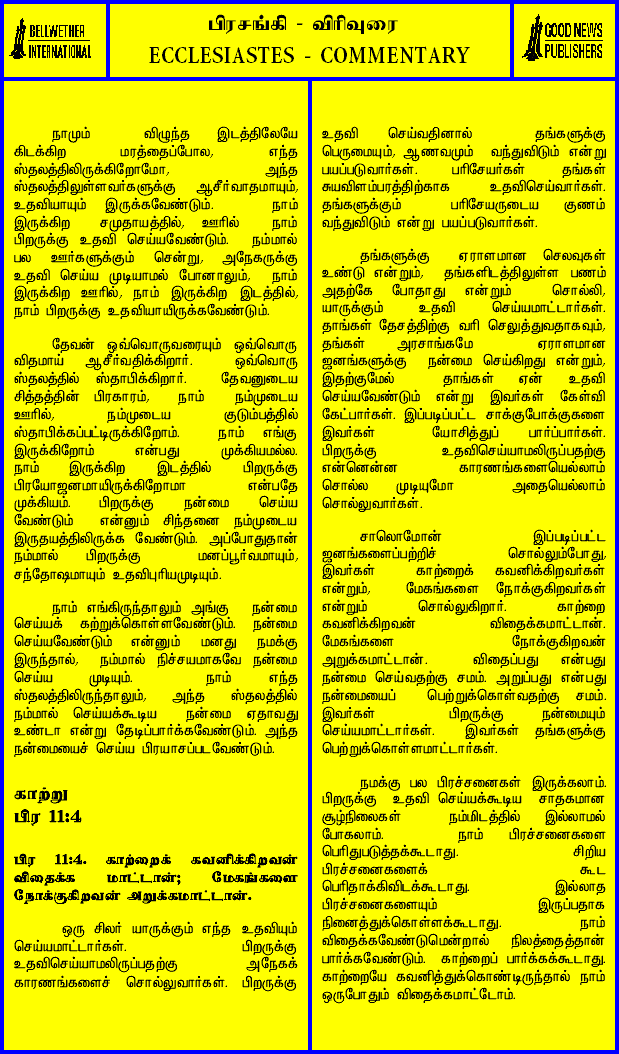 BELLWETHER
INTERNATIONAL
பிரசங்கி - விரிவுரை
ECCLESIASTES - COMMENTARY
GOOD NEWS
PUBLISHERS
நாமும் விழுந்த இடத்திலேயே
கிடக்கிற மரத்தைப்போல, எந்த
ஸ்தலத்திலிருக்கிறோமோ, அந்த
ஸ்தலத்திலுள்ளவர்களுக்கு ஆசீர்வாதமாயும்,
உதவியாயும் இருக்கவேண்டும். நாம்
இருக்கிற சமுதாயத்தில், ஊரில் நாம்
பிறருக்கு உதவி செய்யவேண்டும். நம்மால்
பல ஊர்களுக்கும் சென்று, அநேகருக்கு
உதவி செய்ய முடியாமல் போனாலும், நாம்
இருக்கிற ஊரில், நாம் இருக்கிற இடத்தில்,
நாம் பிறருக்கு உதவியாயிருக்கவேண்டும்.
தேவன் ஒவ்வொருவரையும் ஒவ்வொரு
விதமாய் ஆசீர்வதிக்கிறார். ஒவ்வொரு
ஸ்தலத்தில் ஸ்தாபிக்கிறார். தேவனுடைய
சித்தத்தின் பிரகாரம், நாம் நம்முடைய
ஊரில், நம்முடைய குடும்பத்தில்
ஸ்தாபிக்கப்பட்டிருக்கிறோம். நாம் எங்கு
இருக்கிறோம் என்பது முக்கியமல்ல.
நாம் இருக்கிற இடத்தில் பிறருக்கு
பிரயோஜனமாயிருக்கிறோமா என்பதே
முக்கியம். பிறருக்கு நன்மை செய்ய
வேண்டும் என்னும் சிந்தனை நம்முடைய
இருதயத்திலிருக்க வேண்டும். அப்போதுதான்
நம்மால் பிறருக்கு மனப்பூர்வமாயும்,
சந்தோஷமாயும் உதவிபுரியமுடியும்.
நாம் எங்கிருந்தாலும் அங்கு நன்மை
செய்யக் கற்றுக்கொள்ளவேண்டும். நன்மை
செய்யவேண்டும் என்னும் மனது நமக்கு
இருந்தால், நம்மால் நிச்சயமாகவே நன்மை
செய்ய முடியும். நாம் எந்த
ஸ்தலத்திலிருந்தாலும், அந்த ஸ்தலத்தில்
நம்மால் செய்யக்கூடிய நன்மை ஏதாவது
உண்டா என்று தேடிப்பார்க்கவேண்டும். அந்த
நன்மையைச் செய்ய பிரயாசப்படவேண்டும்.
காற்று
பிர 11:4
பிர 11:4. காற்றைக் கவனிக்கிறவன்
விதைக்க மாட்டான்; மேகங்களை
நோக்குகிறவன் அறுக்கமாட்டான்.
ஒரு சிலர் யாருக்கும் எந்த உதவியும்
செய்யமாட்டார்கள். பிறருக்கு
உதவிசெய்யாமலிருப்பதற்கு அநேகக்
காரணங்களைச் சொல்லுவார்கள். பிறருக்கு
உதவி செய்வதினால் தங்களுக்கு
பெருமையும், ஆணவமும் வந்துவிடும் என்று
பயப்படுவார்கள். பரிசேயர்கள் தங்கள்
சுயவிளம்பரத்திற்காக உதவிசெய்வார்கள்.
தங்களுக்கும் பரிசேயருடைய குணம்
வந்துவிடும் என்று பயப்படுவார்கள்.
தங்களுக்கு ஏராளமான செலவுகள்
உண்டு என்றும், தங்களிடத்திலுள்ள பணம்
அதற்கே போதாது என்றும் சொல்லி,
யாருக்கும் உதவி செய்யமாட்டார்கள்.
தாங்கள் தேசத்திற்கு வரி செலுத்துவதாகவும்,
தங்கள் அரசாங்கமே ஏராளமான
ஜனங்களுக்கு நன்மை செய்கிறது என்றும்,
இதற்குமேல் தாங்கள் ஏன் உதவி
செய்யவேண்டும் என்று இவர்கள் கேள்வி
கேட்பார்கள். இப்படிப்பட்ட சாக்குபோக்குகளை
இவர்கள் யோசித்துப் பார்ப்பார்கள்.
பிறருக்கு உதவிசெய்யாமலிருப்பதற்கு
என்னென்ன காரணங்களையெல்லாம்
சொல்ல முடியுமோ அதையெல்லாம்
சொல்லுவார்கள்.
சாலொமோன் இப்படிப்பட்ட
ஜனங்களைப்பற்றிச் சொல்லும்போது,
இவர்கள் காற்றைக் கவனிக்கிறவர்கள்
என்றும், மேகங்களை நோக்குகிறவர்கள்
என்றும் சொல்லுகிறார். காற்றை
கவனிக்கிறவன் விதைக்கமாட்டான்.
மேகங்களை நோக்குகிறவன்
அறுக்கமாட்டான். விதைப்பது என்பது
நன்மை செய்வதற்கு சமம். அறுப்பது என்பது
நன்மையைப் பெற்றுக்கொள்வதற்கு சமம்.
இவர்கள் பிறருக்கு நன்மையும்
செய்யமாட்டார்கள். இவர்கள் தங்களுக்கு
பெற்றுக்கொள்ளமாட்டார்கள்.
நமக்கு பல பிரச்சனைகள் இருக்கலாம்.
பிறருக்கு உதவி செய்யக்கூடிய சாதகமான
சூழ்நிலைகள் நம்மிடத்தில் இல்லாமல்
போகலாம். நாம் பிரச்சனைகளை
பெரிதுபடுத்தக்கூடாது. சிறிய
பிரச்சனைகளைக் கூட
பெரிதாக்கிவிடக்கூடாது. இல்லாத
பிரச்சனைகளையும் இருப்பதாக
நினைத்துக்கொள்ளக்கூடாது. நாம்
விதைக்கவேண்டுமென்றால் நிலத்தைத்தான்
பார்க்கவேண்டும். காற்றைப் பார்க்கக்கூடாது.
காற்றையே கவனித்துக்கொண்டிருந்தால் நாம்
ஒருபோதும் விதைக்கமாட்டோம்.